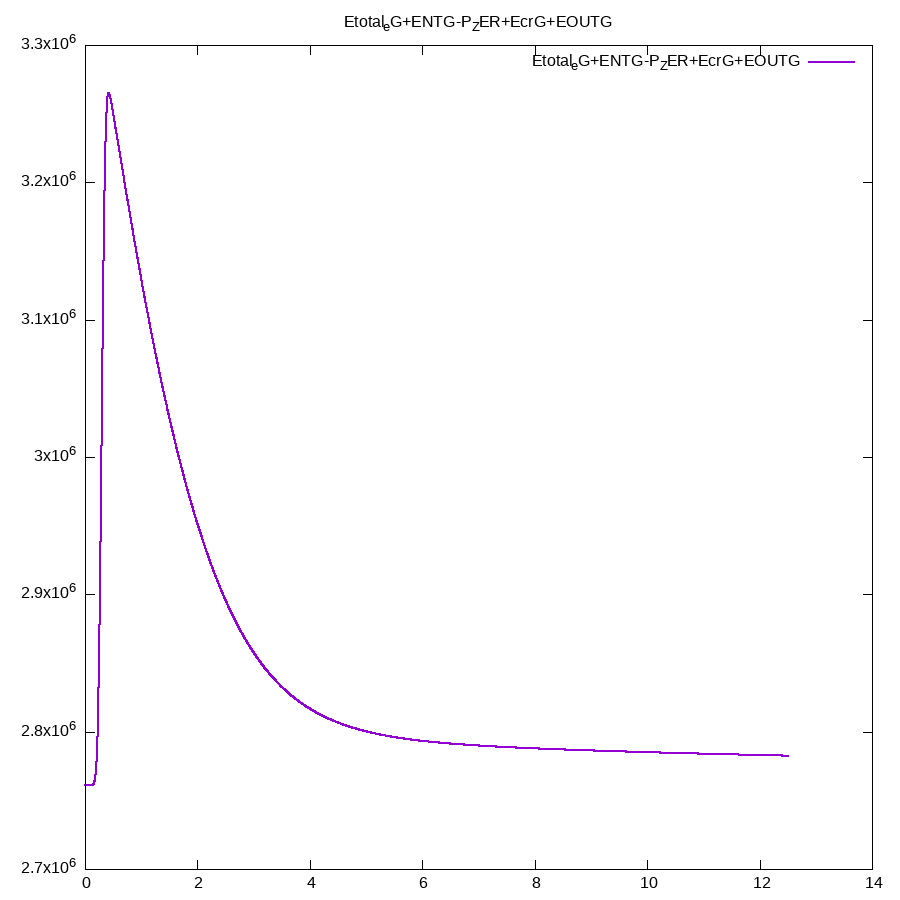 Etotal_eG+ENTG-P_ZER+EcrG+EOUTG
3.3x10^6
Etotal_eG+ENTG-P_ZER+EcrG+EOUTG
3.2x10^6
3.1x10^6
3x10^6
2.9x10^6
2.8x10^6
2.7x10^6
0 2 4 6 8 10 12 14